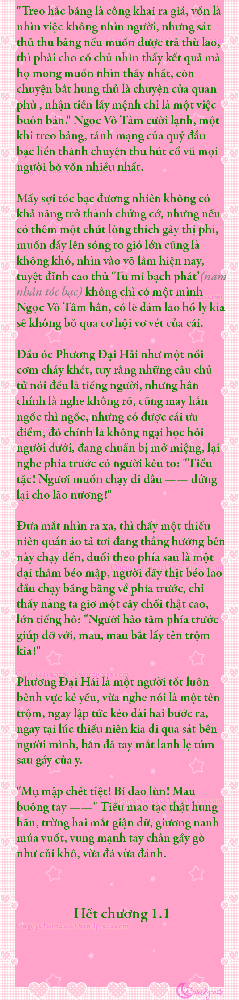 "Treo hắc bảng là công khai ra giá, vốn là
nhìn việc không nhìn người, nhưng sát
thủ thu bảng nếu muốn được trả thù lao,
thì phải cho cố chủ nhìn thấy kết quả mà
họ mong muốn nhìn thấy nhất, còn
chuyện bắt hung thủ là chuyện của quan
phủ , nhận tiền lấy mệnh chỉ là một việc
buôn bán." Ngọc Vô Tâm cười lạnh, một
khi treo bảng, tánh mạng của quỷ đầu
bạc liền thành chuyện thu hút cổ vũ mọi
người bỏ vốn nhiều nhất.
Mấy sợi tóc bạc đương nhiên không có
khả năng trở thành chứng cớ, nhưng nếu
có thêm một chút lòng thích gây thị phi,
muốn dấy lên sóng to gió lớn cũng là
không khó, nhìn vào võ lâm hiện nay,
tuyệt đỉnh cao thủ ‘Tu mi bạch phát’(nam
nhân tóc bạc) không chỉ có một mình
Ngọc Vô Tâm hắn, có lẽ đám lão hồ ly kia
sẽ không bỏ qua cơ hội vơ vét của cải.
Đầu óc Phương Đại Hải như một nồi
cơm cháy khét, tuy rằng những câu chủ
tử nói đều là tiếng người, nhưng hắn
chính là nghe không rõ, cũng may hắn
ngốc thì ngốc, nhưng có được cái ưu
điểm, đó chính là không ngại học hỏi
người dưới, đang chuẩn bị mở miệng, lại
nghe phía trước có người kêu to: "Tiểu
tặc! Ngươi muốn chạy đi đâu —— đứng
lại cho lão nương!"
Đưa mắt nhìn ra xa, thì thấy một thiếu
niên quần áo tả tơi đang thẳng hướng bên
này chạy đến, đuổi theo phía sau là một
đại thẩm béo mập, người đầy thịt béo lao
đầu chạy băng băng về phía trước, chỉ
thấy nàng ta giơ một cây chổi thật cao,
lớn tiếng hô: "Người hảo tâm phía trước
giúp đỡ với, mau, mau bắt lấy tên trộm
kia!"
Onguyetvancac0.wordpress.com
Phương Đại Hải là một người tốt luôn
bênh vực kẻ yếu, vừa nghe nói là một tên
trộm, ngay lập tức kéo dài hai bước ra,
ngay tại lúc thiếu niên kia đi qua sát bên
người mình, hắn đã tay mắt lanh lẹ túm
sau gáy của y.
"Mụ mập chết tiệt! Bí đao lùn! Mau
buông tay ——" Tiểu mao tặc thật hung
hãn, trừng hai mắt giận dữ, giương nanh
múa vuốt, vung mạnh tay chân gầy gò
như củi khô, vừa đá vừa đánh.
Hết chương 1.1
Onguyetvancac0.wordpress.com
Rosalyn